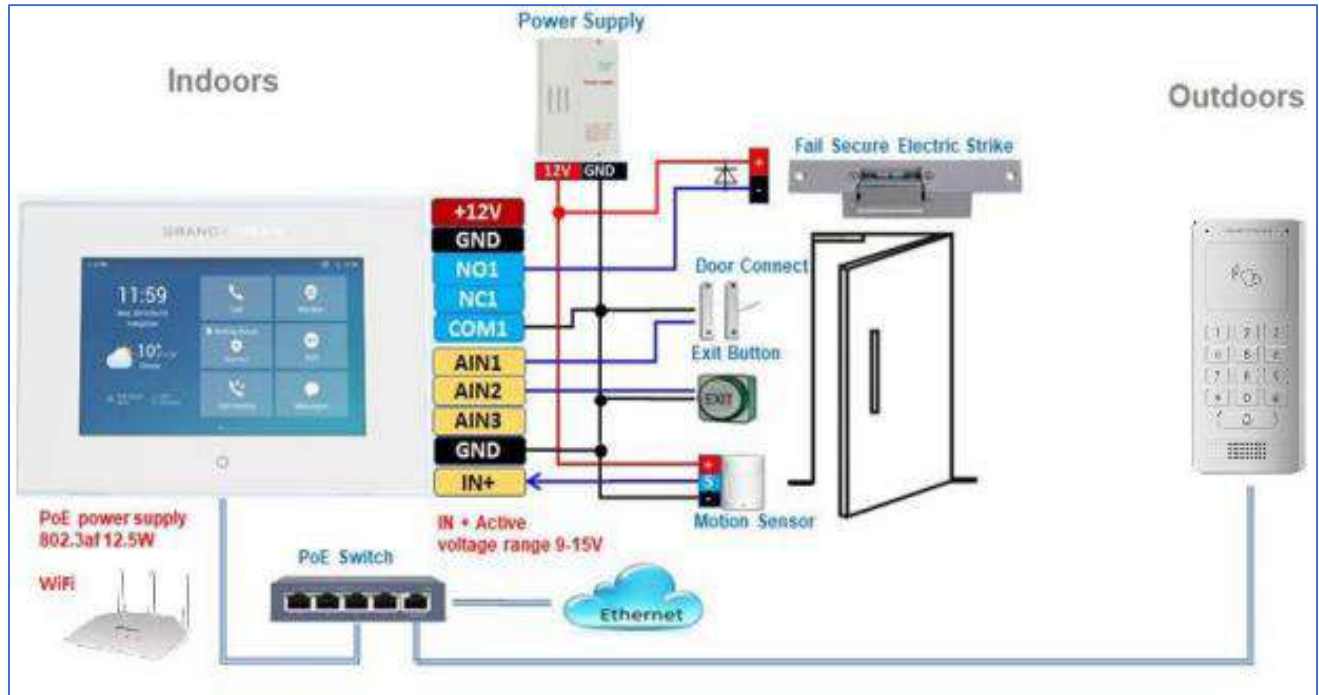 Power Supply
Indoors
Outdoors
12V GND
Fail Secure Electric Strike
+
-
+12V
GND
NO1
NC1
COM1
AIN1
AIN2
AIN3
GND
IN+
11:59
10°
Door Connect
Exit Button
EXIT
+
S
-
Motion Sensor
PoE power supply
802.3af 12.5W
WiFi
IN + Active
voltage range 9-15V
PoE Switch
Ethernet